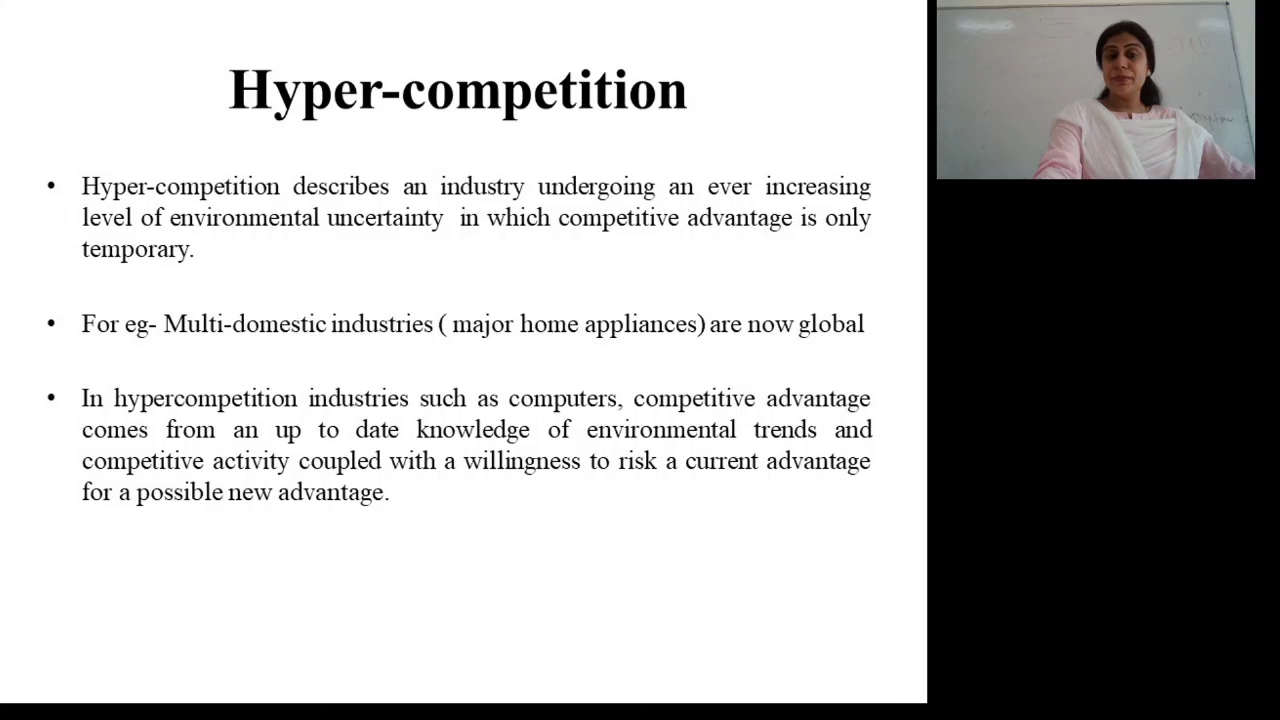 Hyper-competition
• Hyper-competition describes an industry undergoing an ever increasing
level of environmental uncertainty in which competitive advantage is only
temporary.
• For eg- Multi-domestic industries ( major home appliances) are now global
• In hypercompetition industries such as computers, competitive advantage
comes from an up to date knowledge of environmental trends and
competitive activity coupled with a willingness to risk a current advantage
for a possible new advantage.